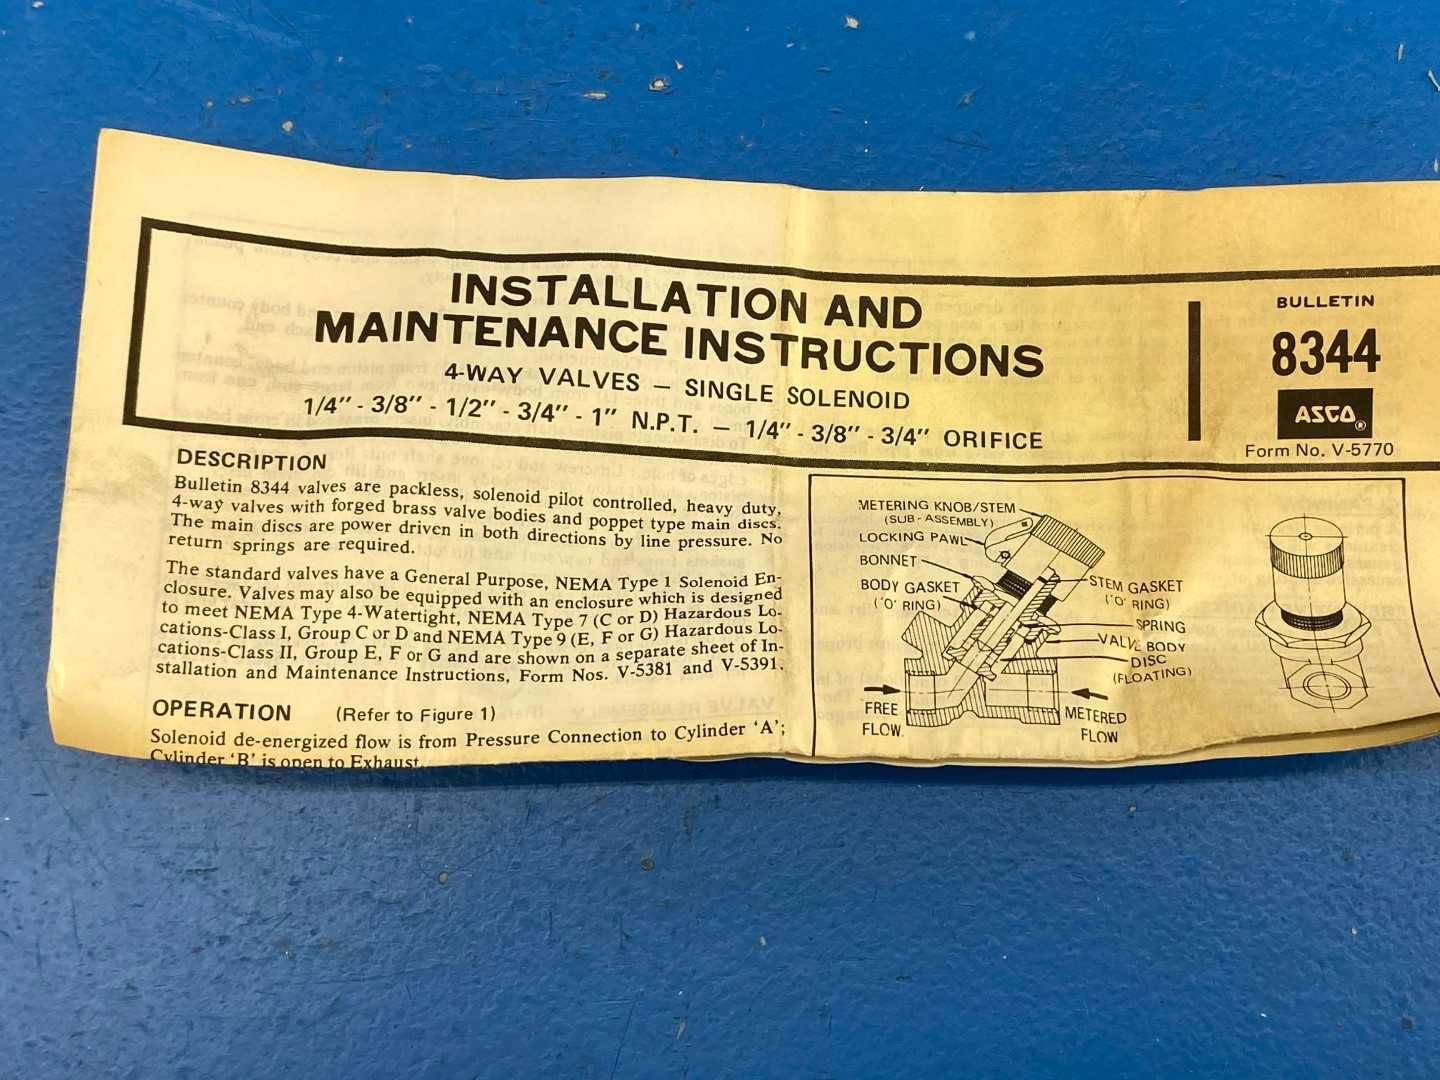 INSTALLATION AND
MAINTENANCE INSTRUCTIONS
4-WAY VALVES — SINGLE SOLENOID
1/4" - 3/8" - 1/2" - 3/4" - 1" N.P.T. — 1/4" - 3/8" - 3/4" ORIFICE
BULLETIN
8344
ASCO®
Form No. V-5770
DESCRIPTION
Bulletin 8344 valves are packless, solenoid pilot controlled, heavy duty,
4-way valves with forged brass valve bodies and poppet type main discs.
The main discs are power driven in both directions by line pressure. No
return springs are required.
The standard valves have a General Purpose, NEMA Type 1 Solenoid En-
closure. Valves may also be equipped with an enclosure which is designed
to meet NEMA Type 4-Watertight, NEMA Type 7 (C or D) Hazardous Lo-
cations-Class I, Group C or D and NEMA Type 9 (E, F or G) Hazardous Lo-
cations-Class II, Group E, F or G and are shown on a separate sheet of In-
stallation and Maintenance Instructions, Form Nos. V-5381 and V-5391.
OPERATION (Refer to Figure 1)
Solenoid de-energized flow is from Pressure Connection to Cylinder 'A';
Cylinder 'B' is open to Exhaust.
METERING KNOB/STEM
(SUB-ASSEMBLY)
LOCKING PAWL
BONNET
BODY GASKET
('O' RING)
STEM GASKET
('O' RING)
SPRING
VALVE BODY
DISC
(FLOATING)
FREE
FLOW
METERED
FLOW